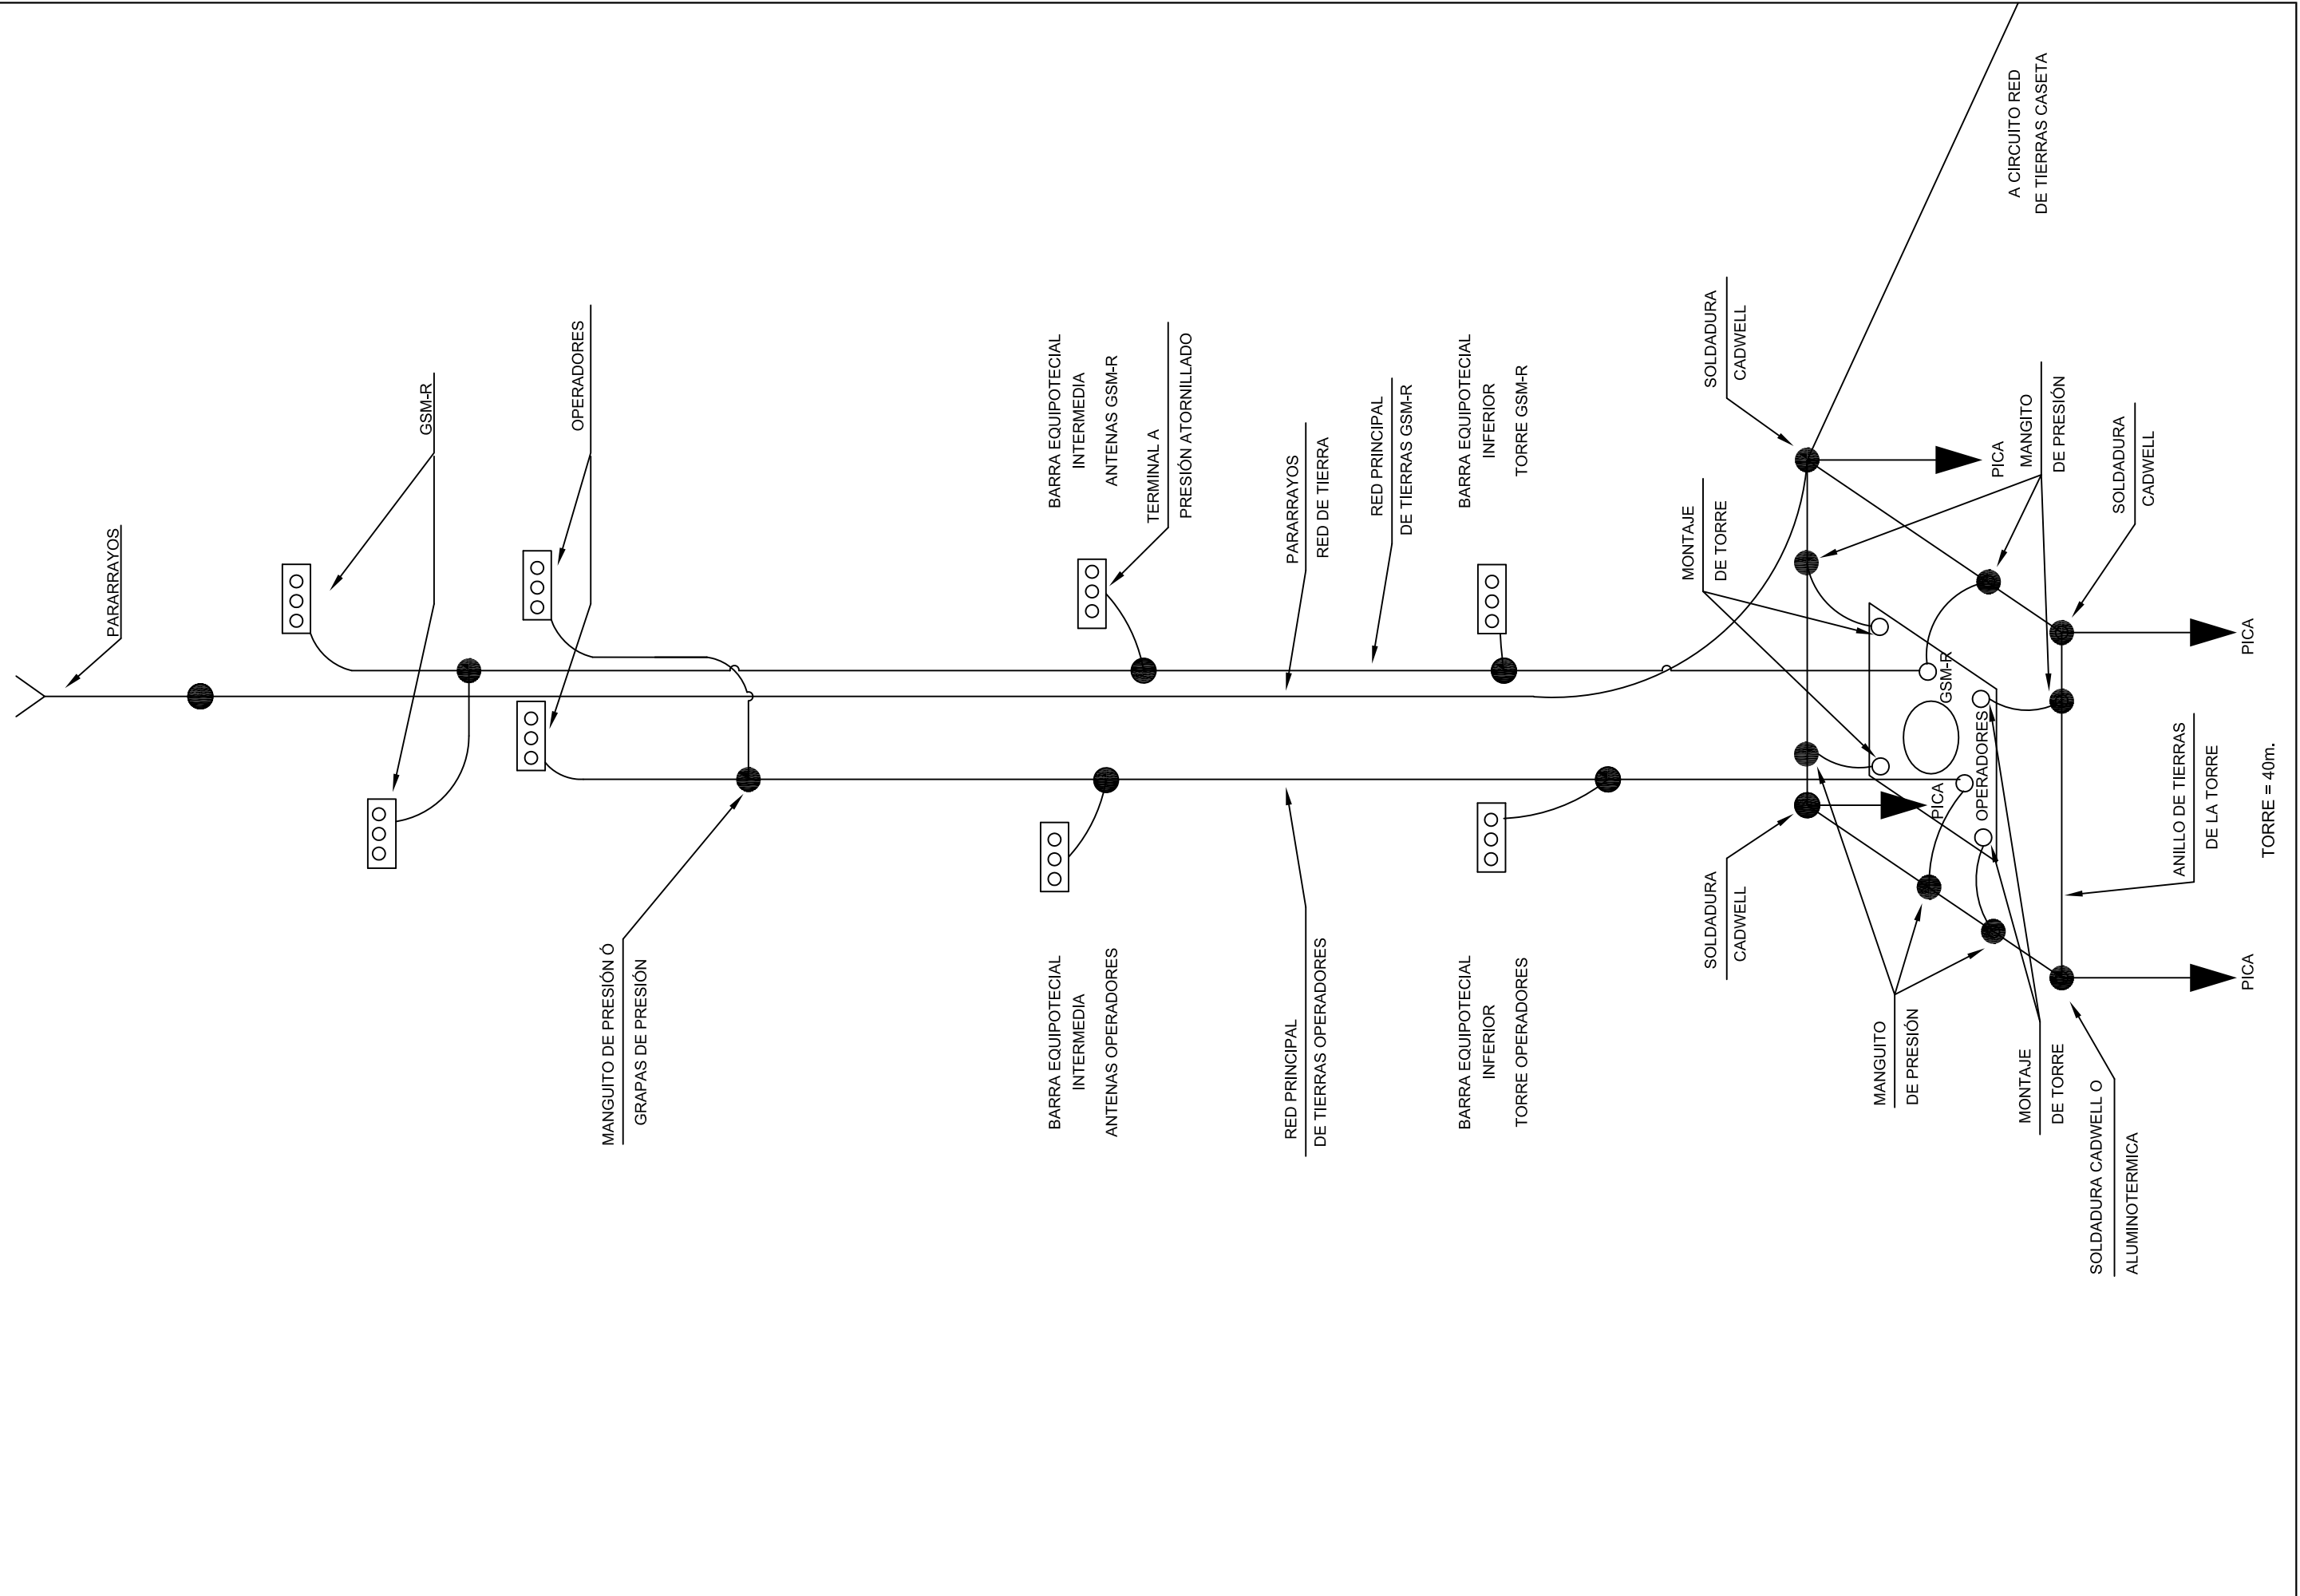 PARARRAYOS
GSM-R
OPERADORES
MANGUITO DE PRESIÓN Ó
GRAPAS DE PRESIÓN
BARRA EQUIPOTECIAL
INTERMEDIA
ANTENAS GSM-R
TERMINAL A
PRESIÓN ATORNILLADO
BARRA EQUIPOTECIAL
INTERMEDIA
ANTENAS OPERADORES
PARARRAYOS
RED DE TIERRA
RED PRINCIPAL
DE TIERRAS GSM-R
RED PRINCIPAL
DE TIERRAS OPERADORES
BARRA EQUIPOTECIAL
INFERIOR
TORRE GSM-R
BARRA EQUIPOTECIAL
INFERIOR
TORRE OPERADORES
SOLDADURA
CADWELL
MONTAJE
DE TORRE
SOLDADURA
CADWELL
A CIRCUITO RED
DE TIERRAS CASETA
PICA
MANGITO
DE PRESIÓN
SOLDADURA
CADWELL
GSM-R
OPERADORES
PICA
MANGUITO
DE PRESIÓN
MONTAJE
DE TORRE
SOLDADURA CADWELL O
ALUMINOTERMICA
ANILLO DE TIERRAS
DE LA TORRE
PICA
PICA
TORRE = 40m.